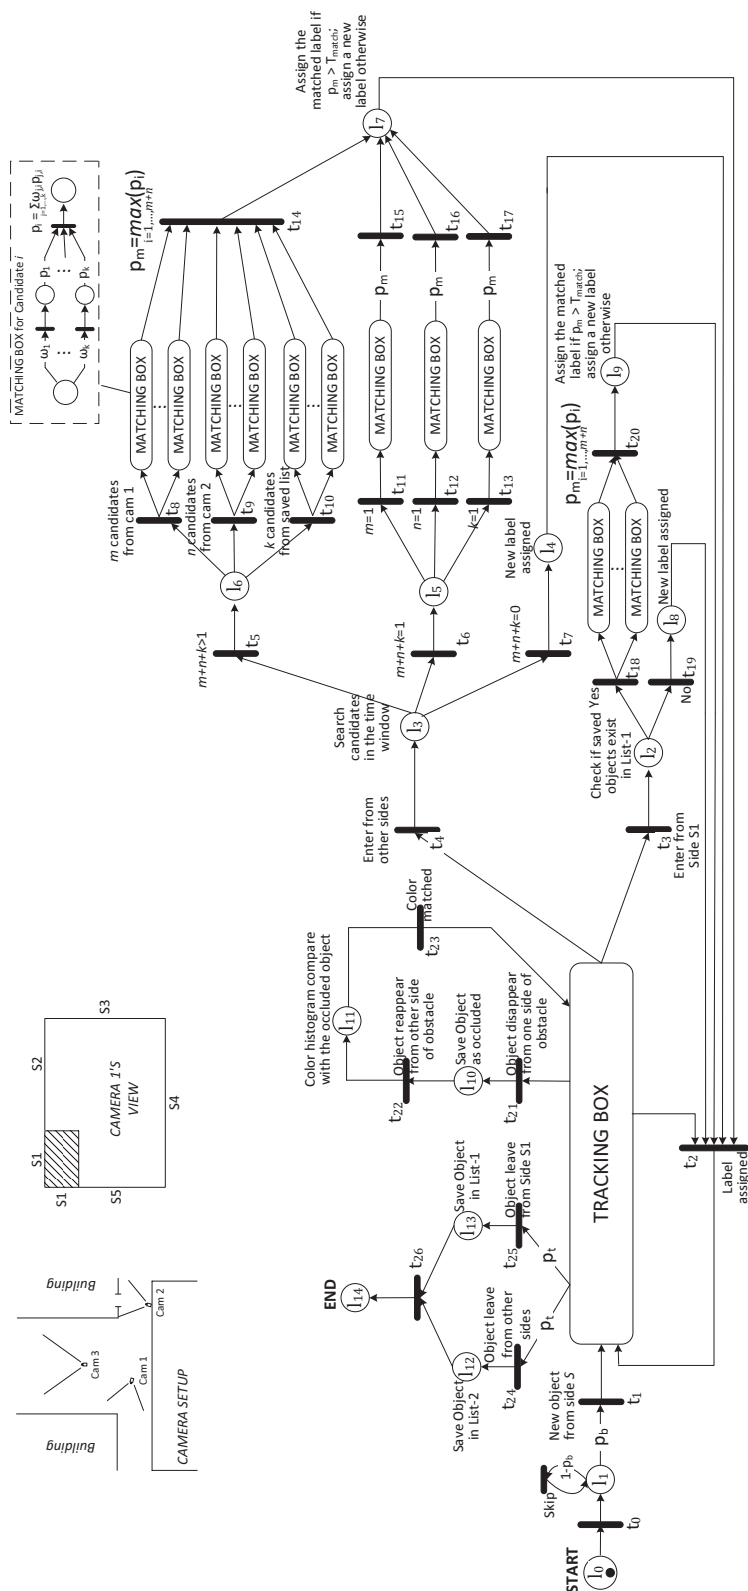 Building
Building
Cam 3
Cam 1
Cam 2
CAMERA SETUP
S1
S2
S1
S3
S5
S4
CAMERA 1'S
VIEW
MATCHING BOX for Candidate i
ω1
p1
...
...
ωk
pk
pi = Σωj,ipj,i
j=1,...,k
START
l0
t0
Skip
1-pb
l1
pb
New object
from side S
t1
TRACKING BOX
t2
Label
assigned
END
l14
t26
Save Object
in List-2
l12
Save Object
in List-1
l13
t24
Object leave
from other
sides
t25
Object leave
from Side S1
pt
pt
Color histogram compare
with the occluded object
l11
t22
Object reappear
from other side
of obstacle
l10
Save Object
as occluded
t21
Object disappear
from one side of
obstacle
Color
matched
t23
Enter from
other sides
t4
Enter from
Side S1
t3
Search
candidates
in the time
window
l3
m+n+k>1
t5
m+n+k=1
t6
m+n+k=0
t7
l6
m candidates
from cam 1
t8
n candidates
from cam 2
t9
k candidates
from saved list
t10
MATCHING BOX
...
MATCHING BOX
MATCHING BOX
...
MATCHING BOX
MATCHING BOX
...
MATCHING BOX
pm=max(pi)
i=1,...,m+n
t14
l5
m=1
t11
n=1
t12
k=1
t13
MATCHING BOX
MATCHING BOX
MATCHING BOX
pm
pm
pm
t15
t16
t17
Assign the
matched label if
pm > Tmatch;
assign a new
label otherwise
l7
New label
assigned
l4
Check if saved
objects exist
in List-1
l2
Yes
t18
No
t19
MATCHING BOX
...
MATCHING BOX
New label assigned
l8
pm=max(pi)
i=1,...,m+n
t20
Assign the matched
label if pm > Tmatch;
assign a new label
otherwise
l9